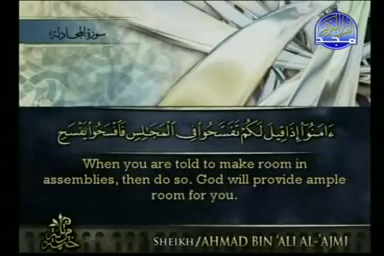 سورة المجادلة
ءَامَنُوٓا۟ إِذَا قِيلَ لَكُمْ تَفَسَّحُوا۟ فِى ٱلْمَجَٰلِسِ فَٱفْسَحُوا۟ يَفْسَحِ
When you are told to make room in
assemblies, then do so. God will provide ample
room for you.
SHEIKH/AHMAD BIN 'ALI AL-'AJMI